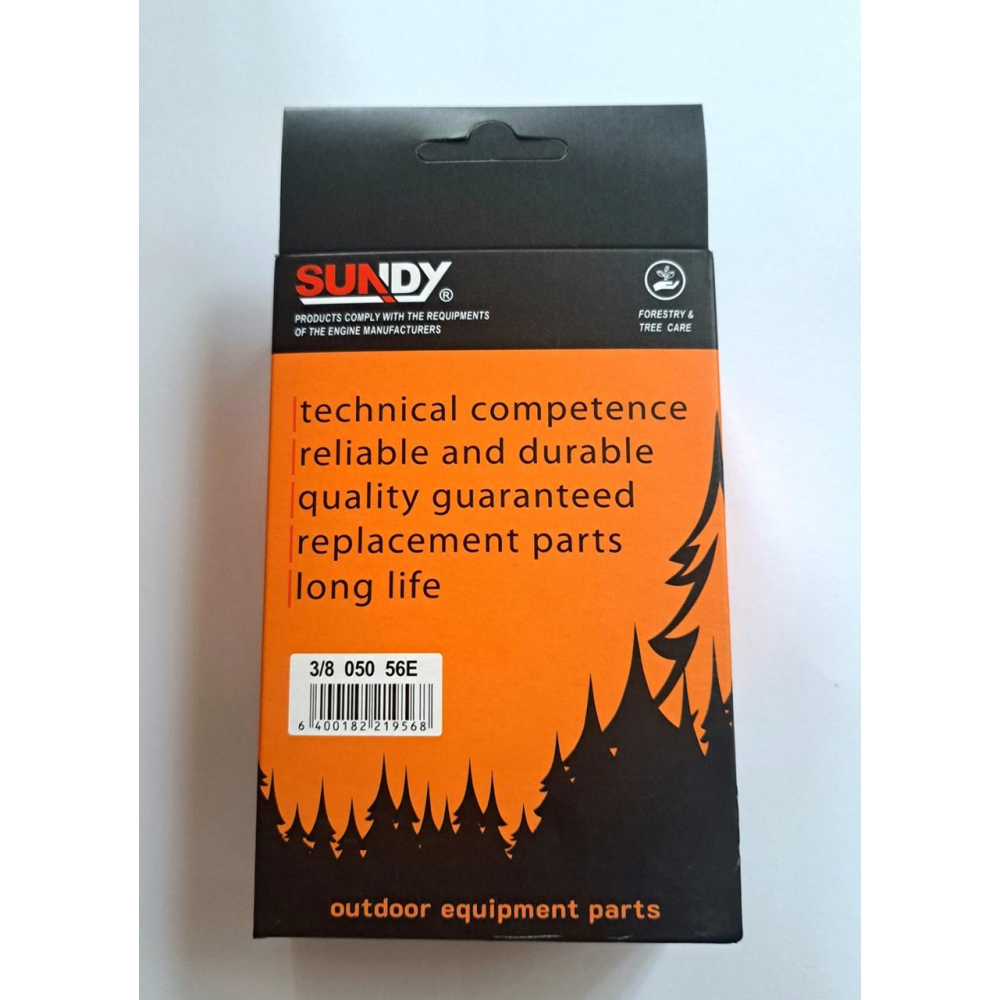 SUNDY®
PRODUCTS COMPLY WITH THE REQUIPMENTS
OF THE ENGINE MANUFACTURERS
FORESTRY &
TREE CARE
technical competence
reliable and durable
quality guaranteed
replacement parts
long life
3/8 050 56E
6 400182 219568
outdoor equipment parts